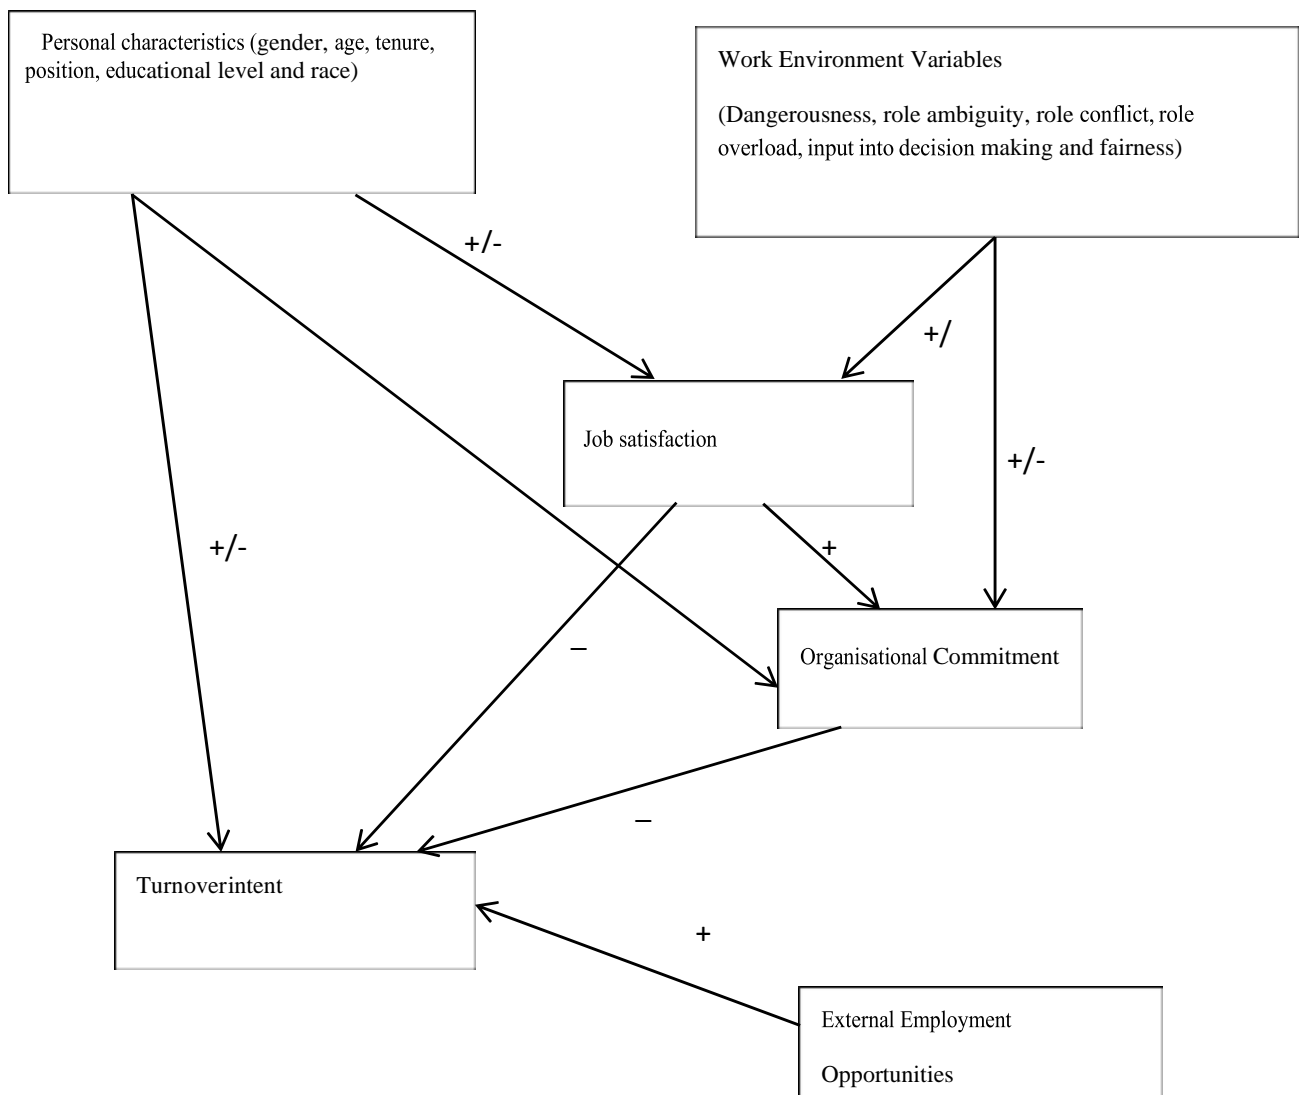 Personal characteristics (gender, age, tenure,
position, educational level and race)
Work Environment Variables
(Dangerousness, role ambiguity, role conflict, role
overload, input into decision making and fairness)
+/-
+/
Job satisfaction
+/-
+/-
+
–
Organisational Commitment
–
Turnoverintent
+
External Employment
Opportunities